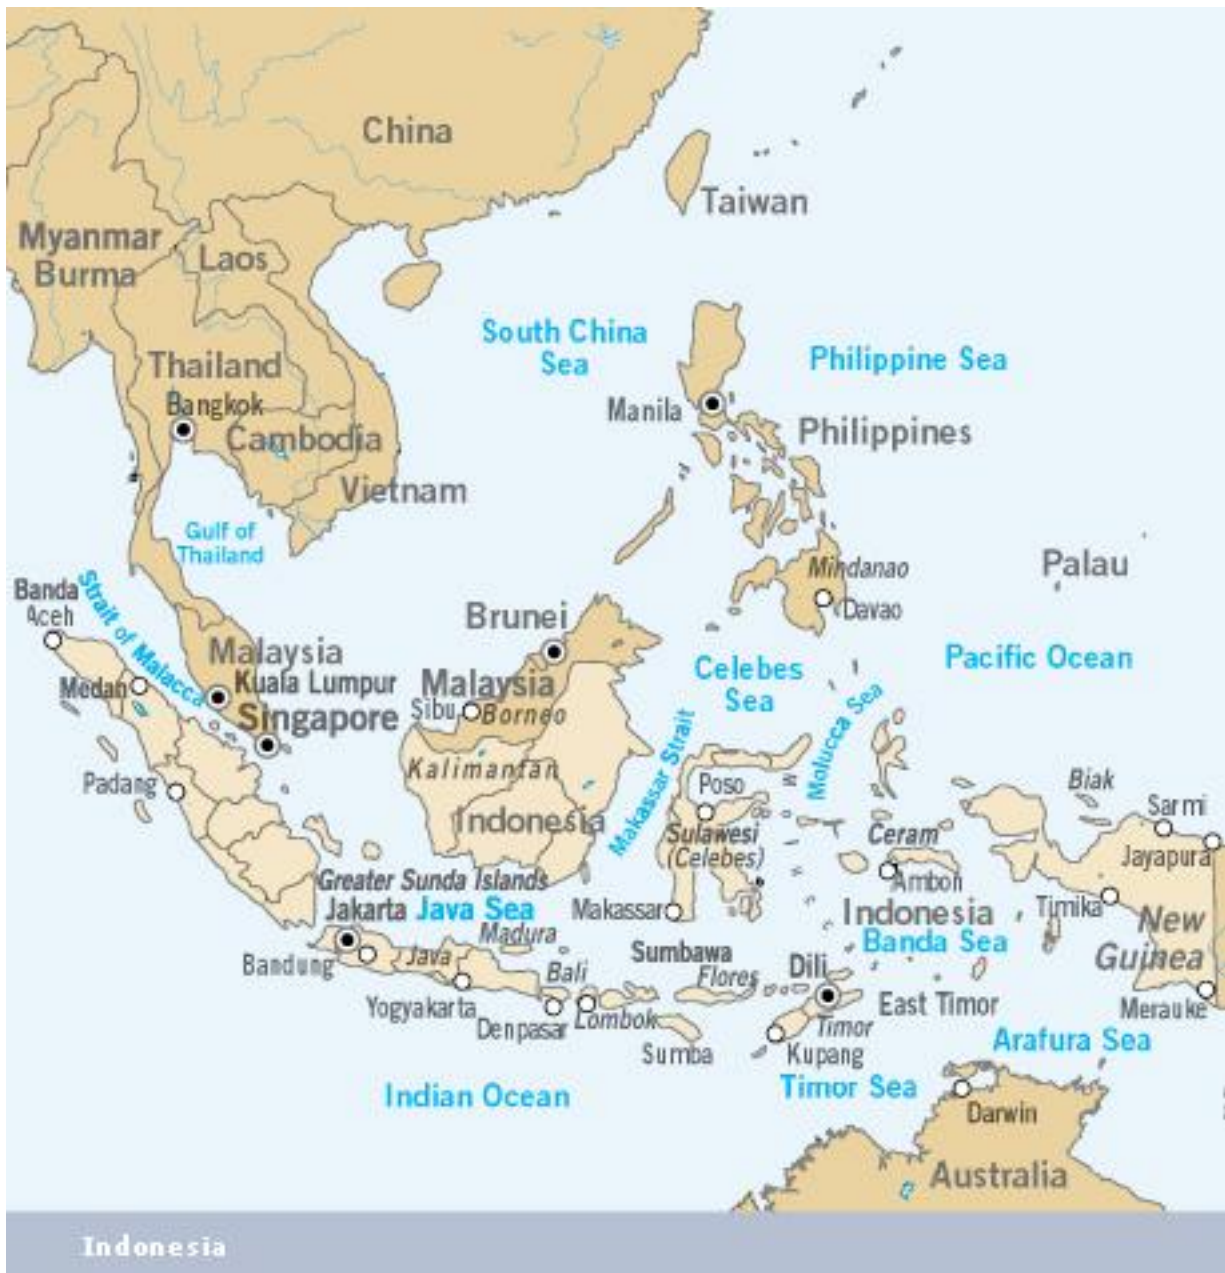 China
Taiwan
Myanmar
Burma
Laos
South China
Sea
Philippine Sea
Thailand
Bangkok
Manila
Philippines
Cambodia
Vietnam
Gulf of
Thailand
Palau
Mindanao
Davao
Banda
Aceh
Strait of Malacca
Brunei
Malaysia
Kuala Lumpur
Celebes
Sea
Pacific Ocean
Medan
Malaysia
Sibu
Borneo
Singapore
Makassar Strait
Molucca Sea
Padang
Kalimantan
Poso
Biak
Sarmi
Indonesia
Sulawesi
(Celebes)
Ceram
Jayapura
Greater Sunda Islands
Ambon
Jakarta
Java Sea
Makassar
Indonesia
Timika
New
Guinea
Madura
Banda Sea
Bandung
Java
Bali
Sumbawa
Flores
Dili
Yogyakarta
Denpasar
Lombok
East Timor
Merauke
Sumba
Timor
Kupang
Arafura Sea
Indian Ocean
Timor Sea
Darwin
Australia
Indonesia